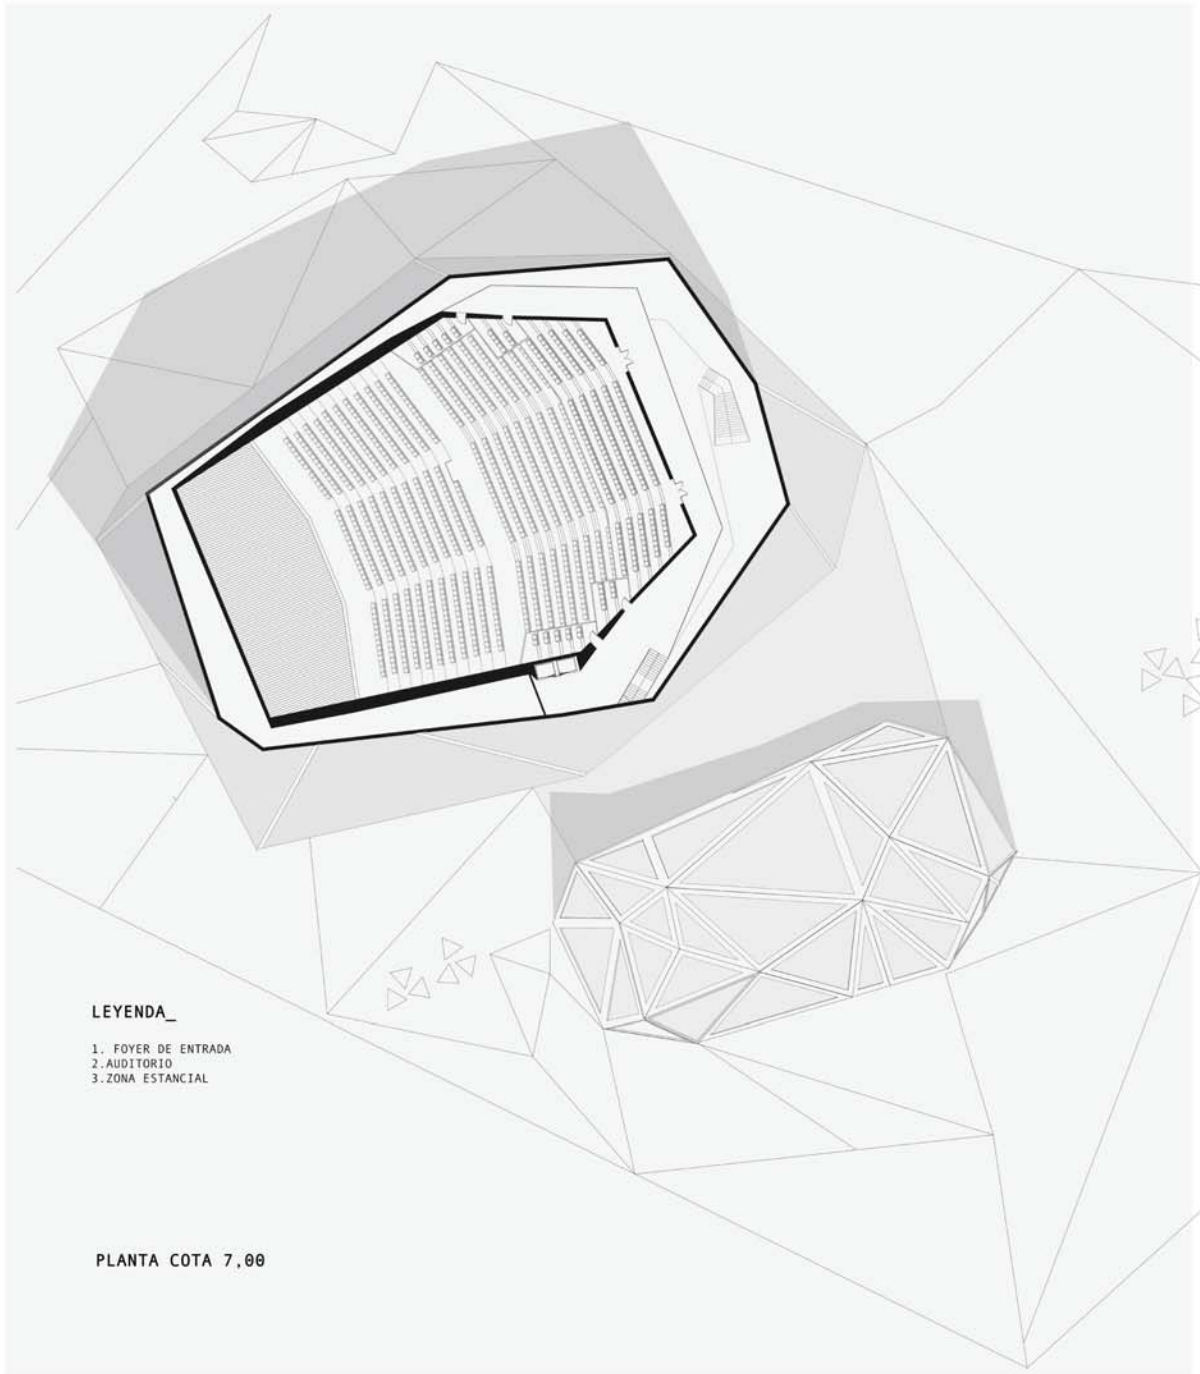 LEYENDA_
1. FOYER DE ENTRADA
2.AUDITORIO
3.ZONA ESTANCIAL
PLANTA COTA 7,00